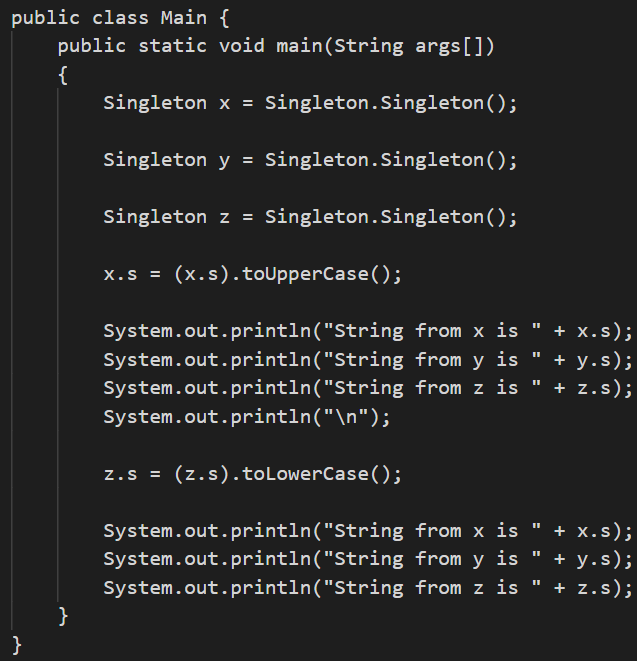 public class Main {
    public static void main(String args[])
    {
        Singleton x = Singleton.Singleton();
        Singleton y = Singleton.Singleton();
        Singleton z = Singleton.Singleton();
        x.s = (x.s).toUpperCase();
        System.out.println("String from x is " + x.s);
        System.out.println("String from y is " + y.s);
        System.out.println("String from z is " + z.s);
        System.out.println("\n");
        z.s = (z.s).toLowerCase();
        System.out.println("String from x is " + x.s);
        System.out.println("String from y is " + y.s);
        System.out.println("String from z is " + z.s);
    }
}